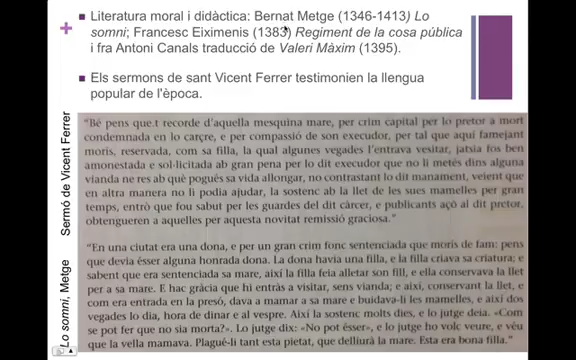 Literatura moral i didàctica: Bernat Metge (1346-1413) Lo
somni; Francesc Eiximenis (1383) Regiment de la cosa pública
i fra Antoni Canals traducció de Valeri Màxim (1395).
Els sermons de sant Vicent Ferrer testimonien la llengua
popular de l'època.
Sermó de Vicent Ferrer
"Bé pens que.t recorde d'aquella mesquina mare, per crim capital per lo pretor a mort
condemnada en lo carçre, e per compassió de son executor, per tal que aquí famejant
morís, reservada, com sa filla, la qual algunes vegades l'entrava vesitar, jatsia fos ben
amonestada e sol·licitada ab gran pena per lo dit executor que no li metés dins alguna
vianda ne res ab què pogués sa vida allongar, no contrastant lo dit manament, veient que
en altra manera no li podia ajudar, la sostenc ab la llet de les sues mamelles per gran
temps, entrò que fou sabut per les guardes del dit càrcer, e publicants açò al dit pretor,
obtengueren a aquelles per aquesta novitat remissió graciosa."
Lo somni, Metge
"En una ciutat era una dona, e per un gran crim fonc sentenciada que morís de fam: pens
que devia ésser alguna honrada dona. La dona havia una filla, e la filla criava sa criatura; e
sabent que era sentenciada sa mare, així la filla feia alletar son fill, e ella conservava la llet
per a sa mare. E hac gràcia que hi entràs a visitar, sens vianda; e així, conservant la llet, e
com era entrada en la presó, dava a mamar a sa mare e buidava-li les mamelles, e així dos
vegades lo dia, hora de dinar e al vespre. Així la sostenc molts dies, e lo jutge deia. «Com
se pot fer que no sia morta?». Lo jutge dix: «No pot ésser», e lo jutge ho volc veure, e véu
que la vella mamava. Plagué-li tant esta pietat, que delliurà la mare. Esta era bona filla."